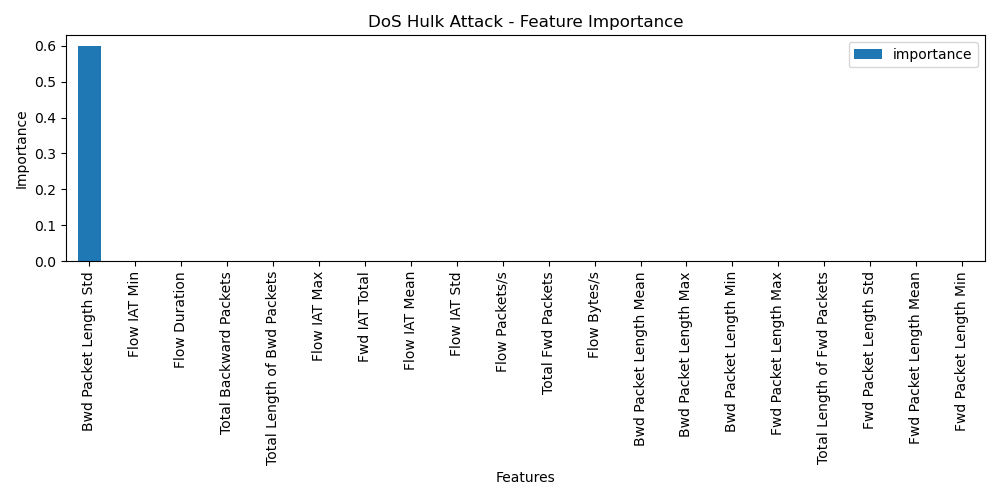 DoS Hulk Attack - Feature Importance
importance
Importance
0.6
0.5
0.4
0.3
0.2
0.1
0.0
Bwd Packet Length Std
Flow IAT Min
Flow Duration
Total Backward Packets
Total Length of Bwd Packets
Flow IAT Max
Fwd IAT Total
Flow IAT Mean
Flow IAT Std
Flow Packets/s
Total Fwd Packets
Flow Bytes/s
Bwd Packet Length Mean
Bwd Packet Length Max
Bwd Packet Length Min
Fwd Packet Length Max
Total Length of Fwd Packets
Fwd Packet Length Std
Fwd Packet Length Mean
Fwd Packet Length Min
Features